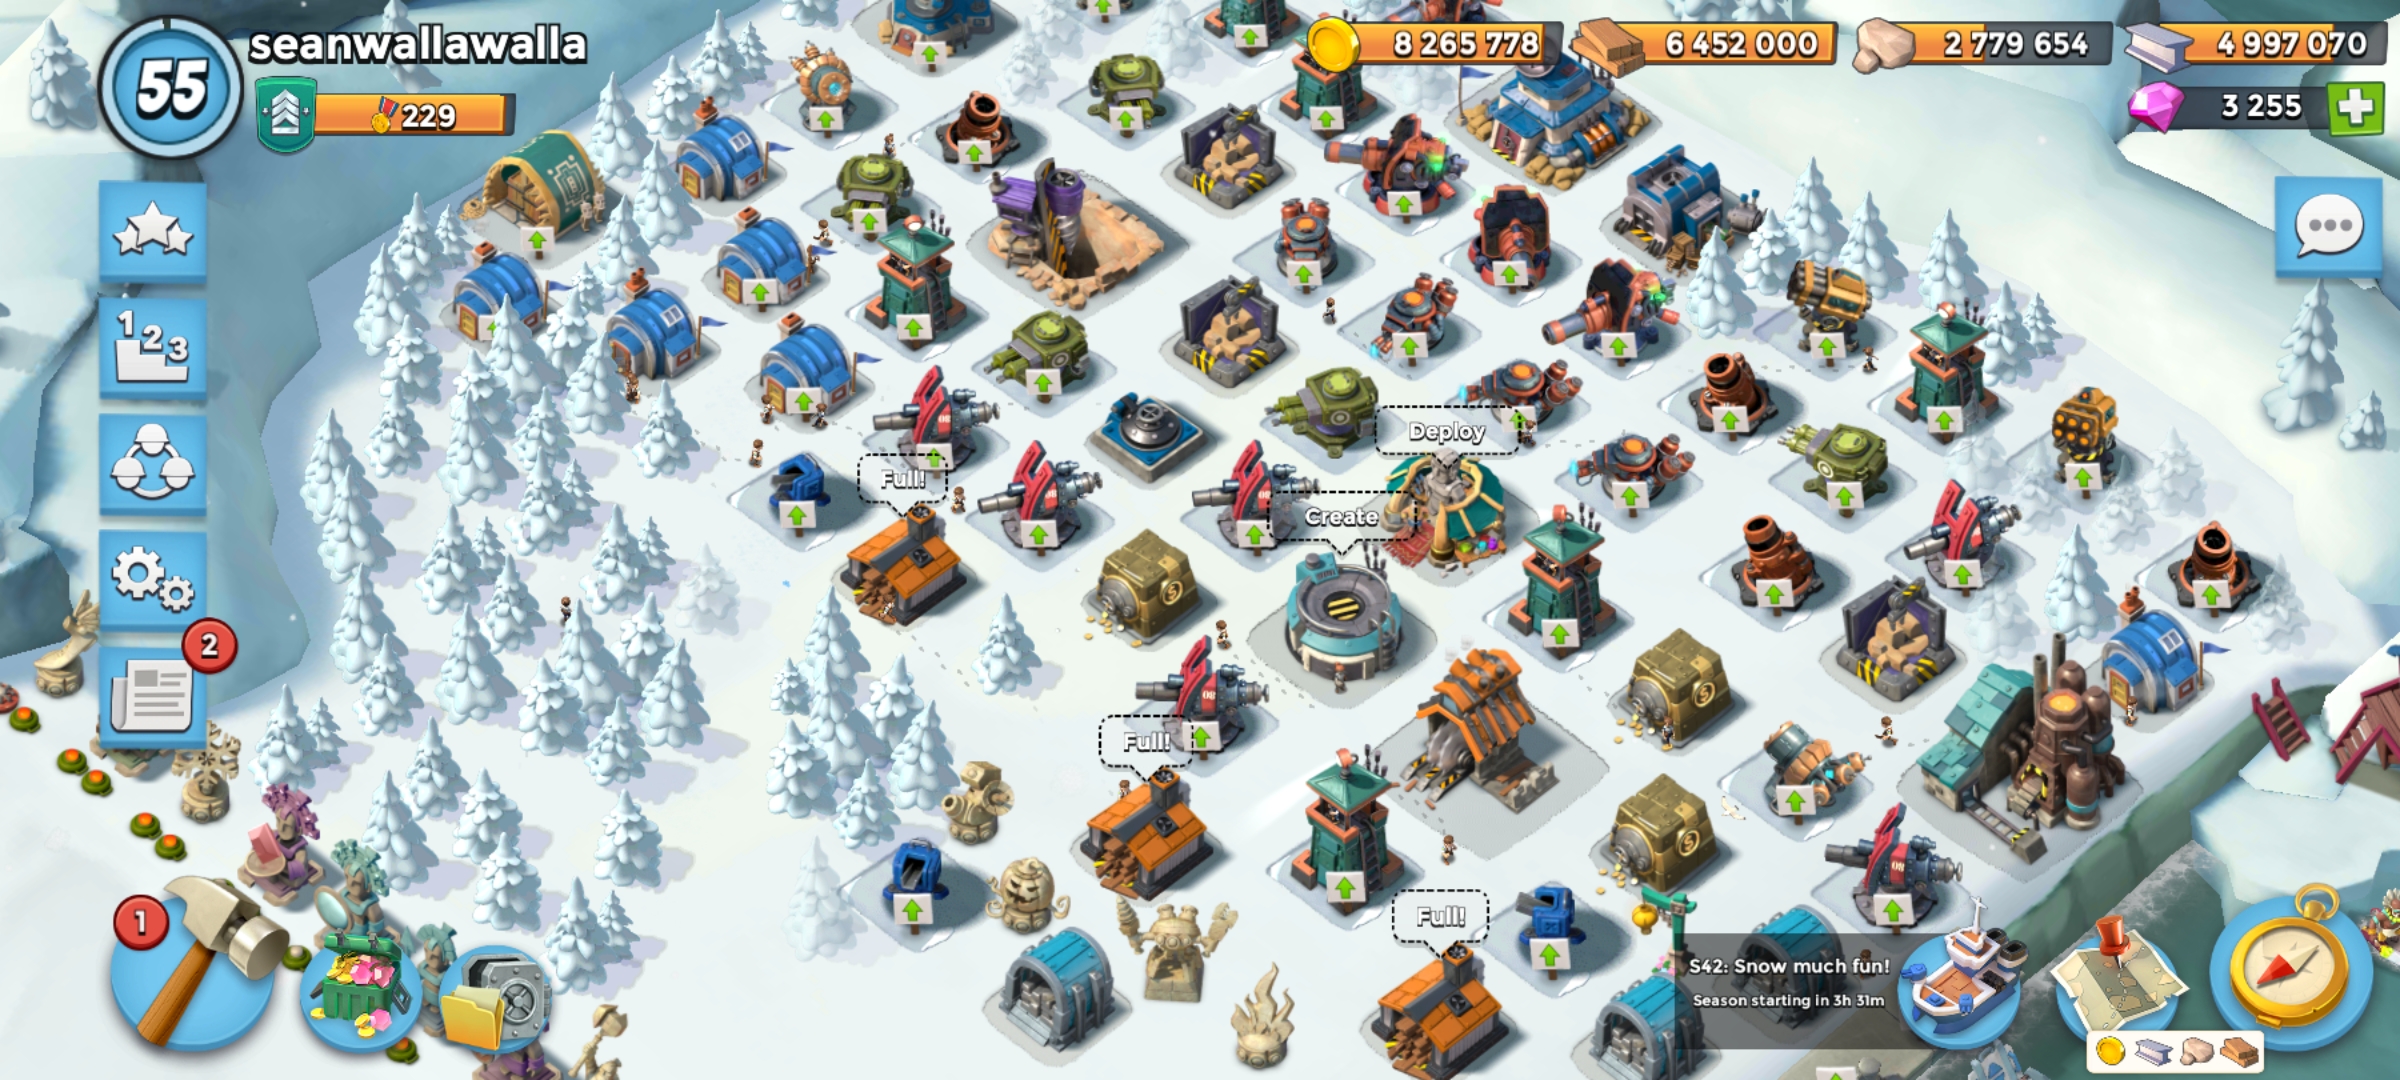 55
seanwallawalla
229
8 265 778
6 452 000
2 779 654
4 997 070
3 255
1 2 3
Deploy
Full!
Create
2
Full!
1
Full!
S42: Snow much fun!
Season starting in 3h 31m